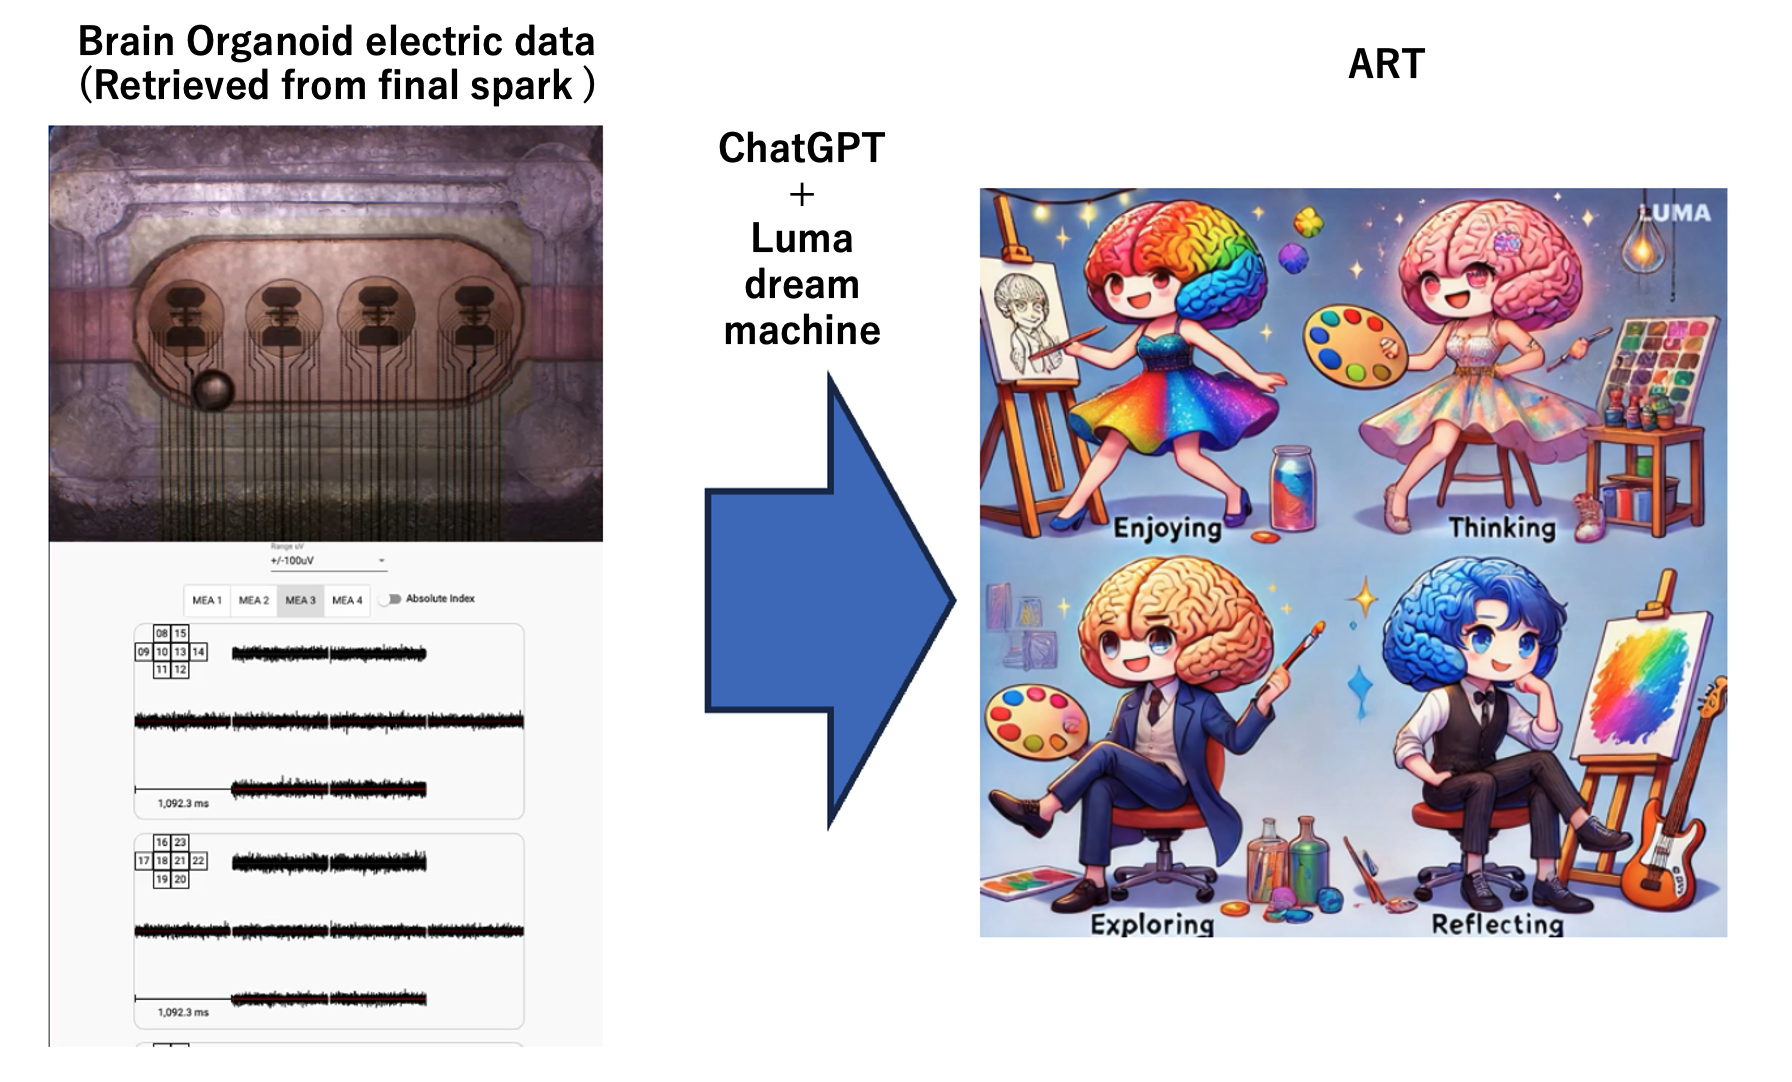 Brain Organoid electric data
（Retrieved from final spark ）
ChatGPT
＋
Luma
dream
machine
ART
Range uV
+/-100uV
MEA 1 MEA 2 MEA 3 MEA 4 Absolute Index
08 15
09 10 13 14
11 12
1,092.3 ms
16 23
17 18 21 22
19 20
1,092.3 ms
LUMA
Enjoying
Thinking
Exploring
Reflecting